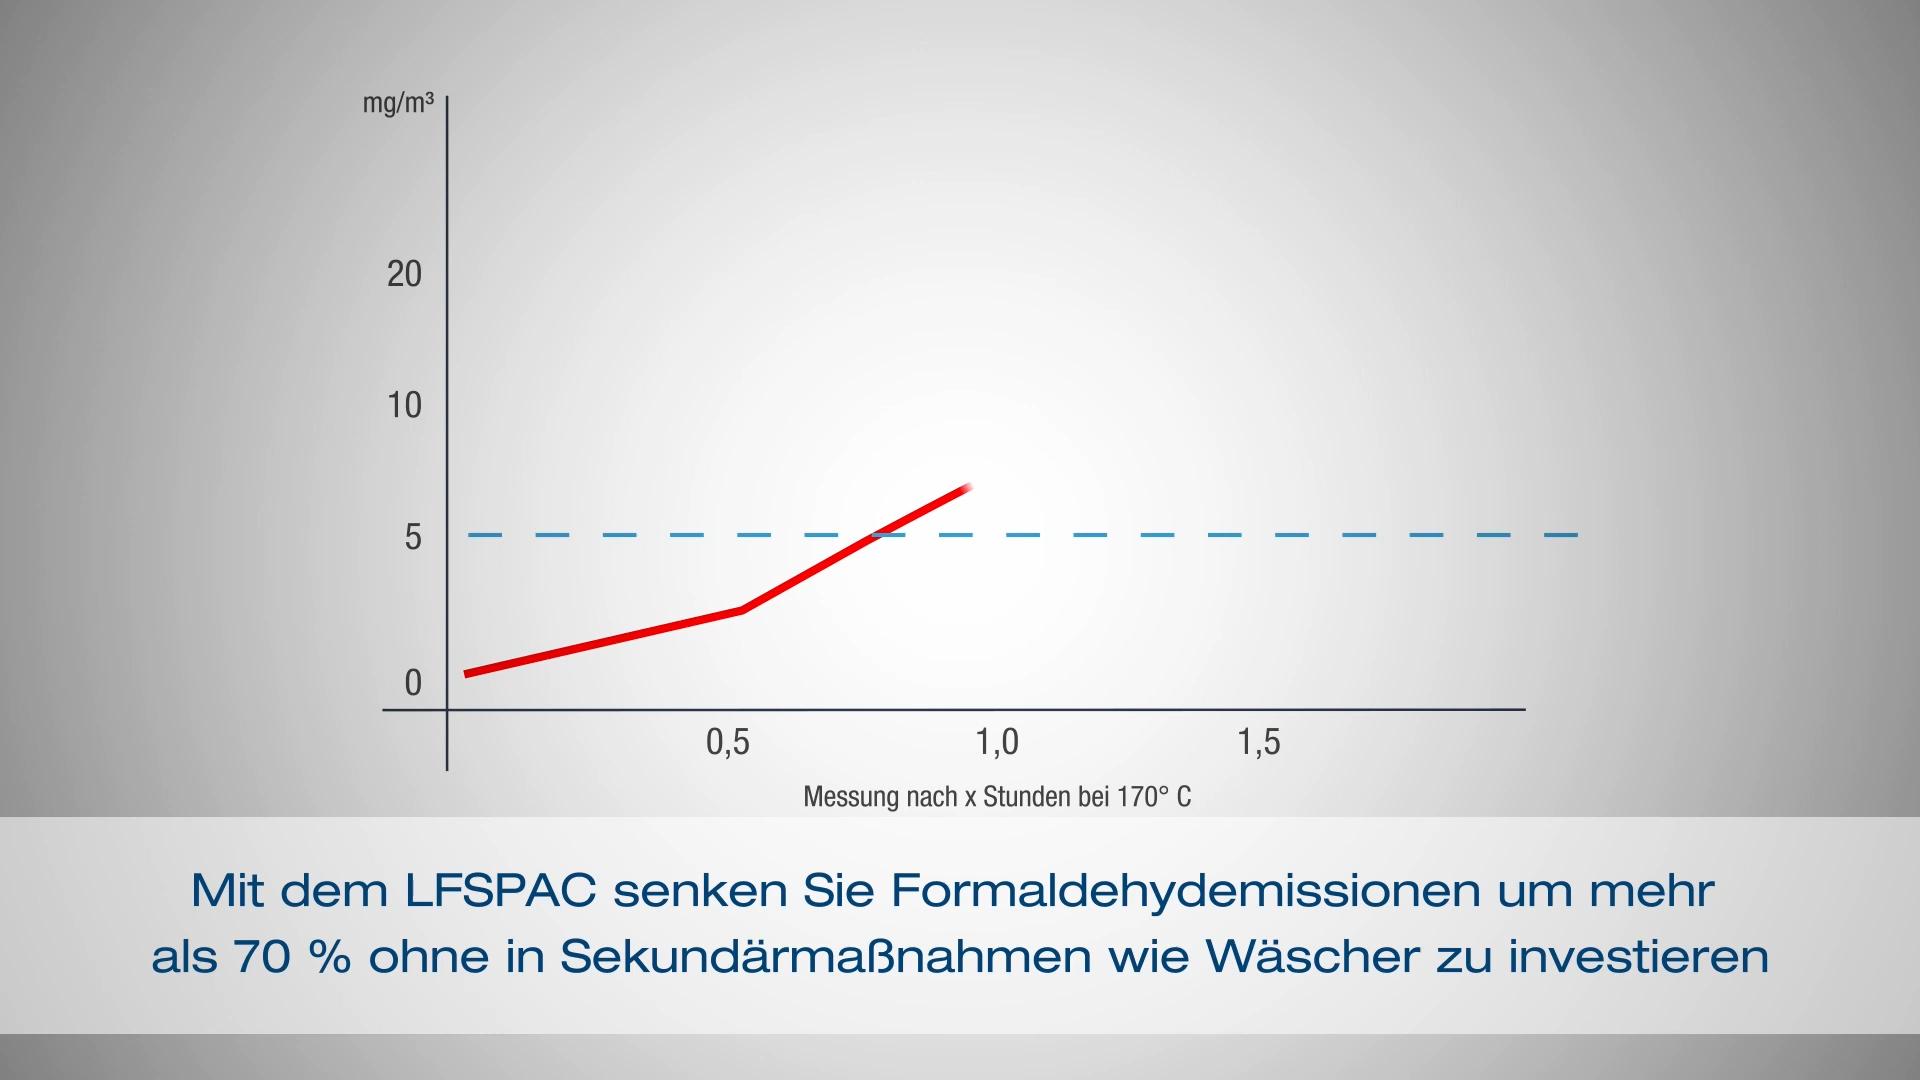 mg/m³
20
10
5
0
0,5 1,0 1,5
Messung nach x Stunden bei 170° C
Mit dem LFSPAC senken Sie Formaldehydemissionen um mehr
als 70 % ohne in Sekundärmaßnahmen wie Wäscher zu investieren